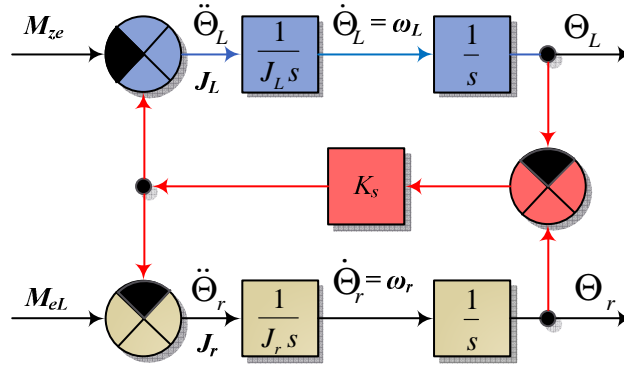 M_ze
Θ̈_L
J_L
1
J_L s
Θ̇_L = ω_L
1
s
Θ_L
K_s
M_eL
Θ̈_r
J_r
1
J_r s
Θ̇_r = ω_r
1
s
Θ_r